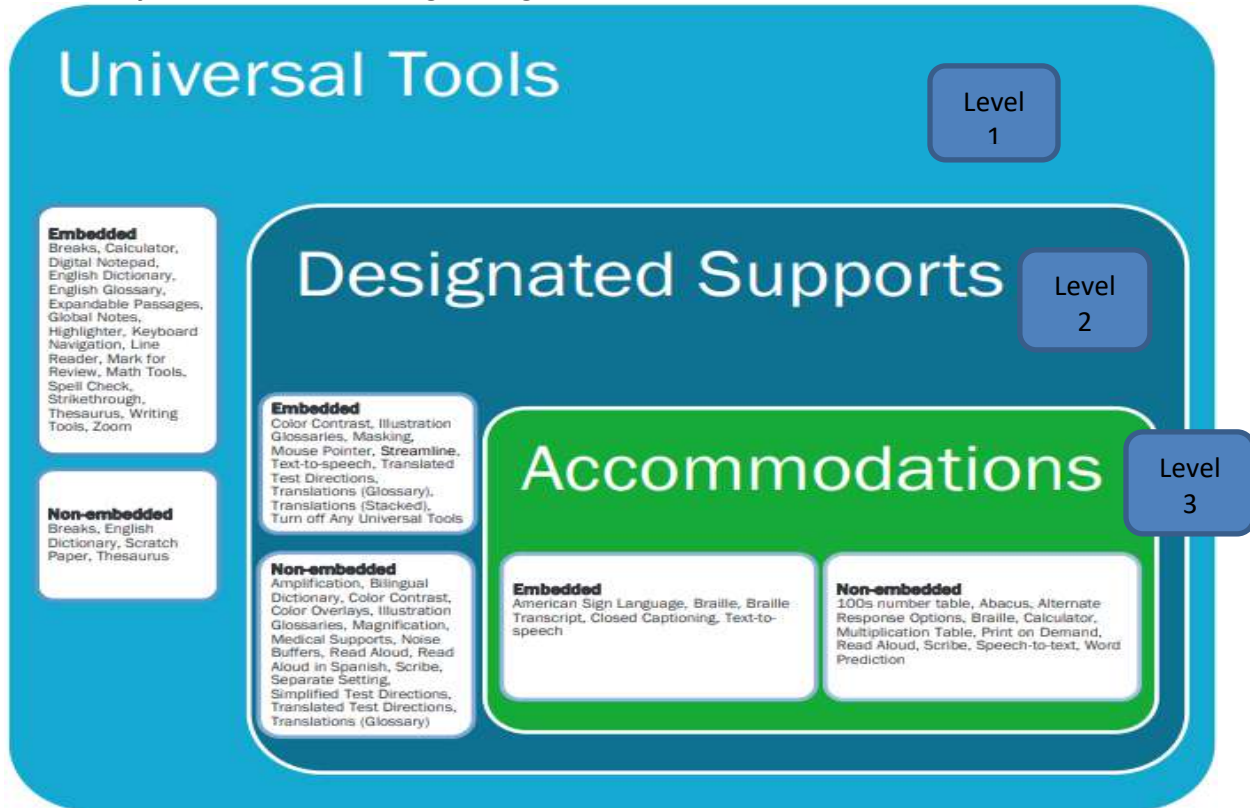 Universal Tools
Level
1
Embedded
Breaks, Calculator,
Digital Notepad,
English Dictionary,
English Glossary,
Expandable Passages,
Global Notes,
Highlighter, Keyboard
Navigation, Line
Reader, Mark for
Review, Math Tools,
Spell Check,
Strikethrough,
Thesaurus, Writing
Tools, Zoom
Non-embedded
Breaks, English
Dictionary, Scratch
Paper, Thesaurus
Designated Supports
Level
2
Embedded
Color Contrast, Illustration
Glossaries, Masking,
Mouse Pointer, Streamline,
Text-to-speech, Translated
Test Directions,
Translations (Glossary),
Translations (Stacked),
Turn off Any Universal Tools
Non-embedded
Amplification, Bilingual
Dictionary, Color Contrast,
Color Overlays, Illustration
Glossaries, Magnification,
Medical Supports, Noise
Buffers, Read Aloud, Read
Aloud in Spanish, Scribe,
Separate Setting,
Simplified Test Directions,
Translated Test Directions,
Translations (Glossary)
Accommodations
Level
3
Embedded
American Sign Language, Braille, Braille
Transcript, Closed Captioning, Text-to-
speech
Non-embedded
100s number table, Abacus, Alternate
Response Options, Braille, Calculator,
Multiplication Table, Print on Demand,
Read Aloud, Scribe, Speech-to-text, Word
Prediction